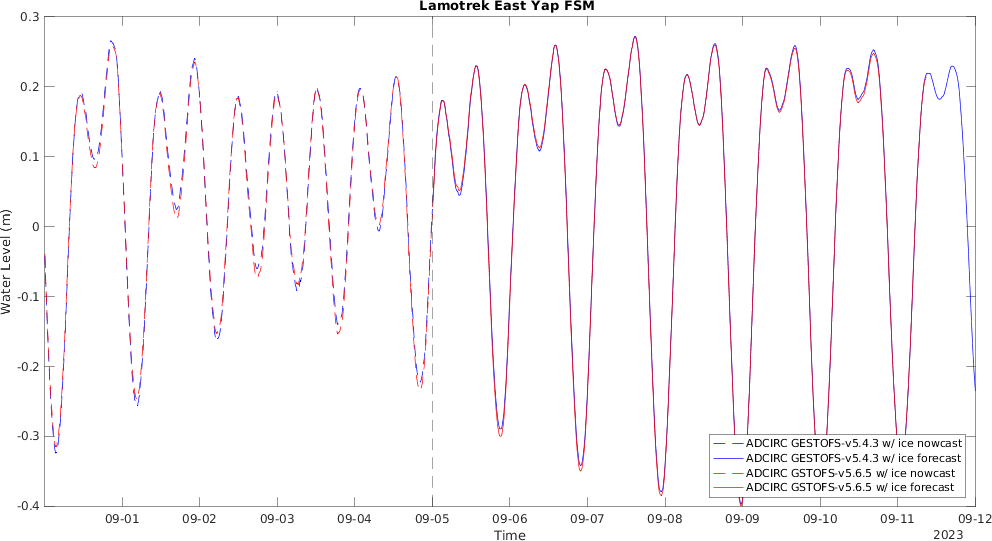 Lamotrek East Yap FSM
0.3
0.2
0.1
0
-0.1
-0.2
-0.3
-0.4
Water Level (m)
ADCIRC GESTOFS-v5.4.3 w/ ice nowcast
ADCIRC GESTOFS-v5.4.3 w/ ice forecast
ADCIRC GSTOFS-v5.6.5 w/ ice nowcast
ADCIRC GSTOFS-v5.6.5 w/ ice forecast
09-01 09-02 09-03 09-04 09-05 09-06 09-07 09-08 09-09 09-10 09-11 09-12
Time
2023